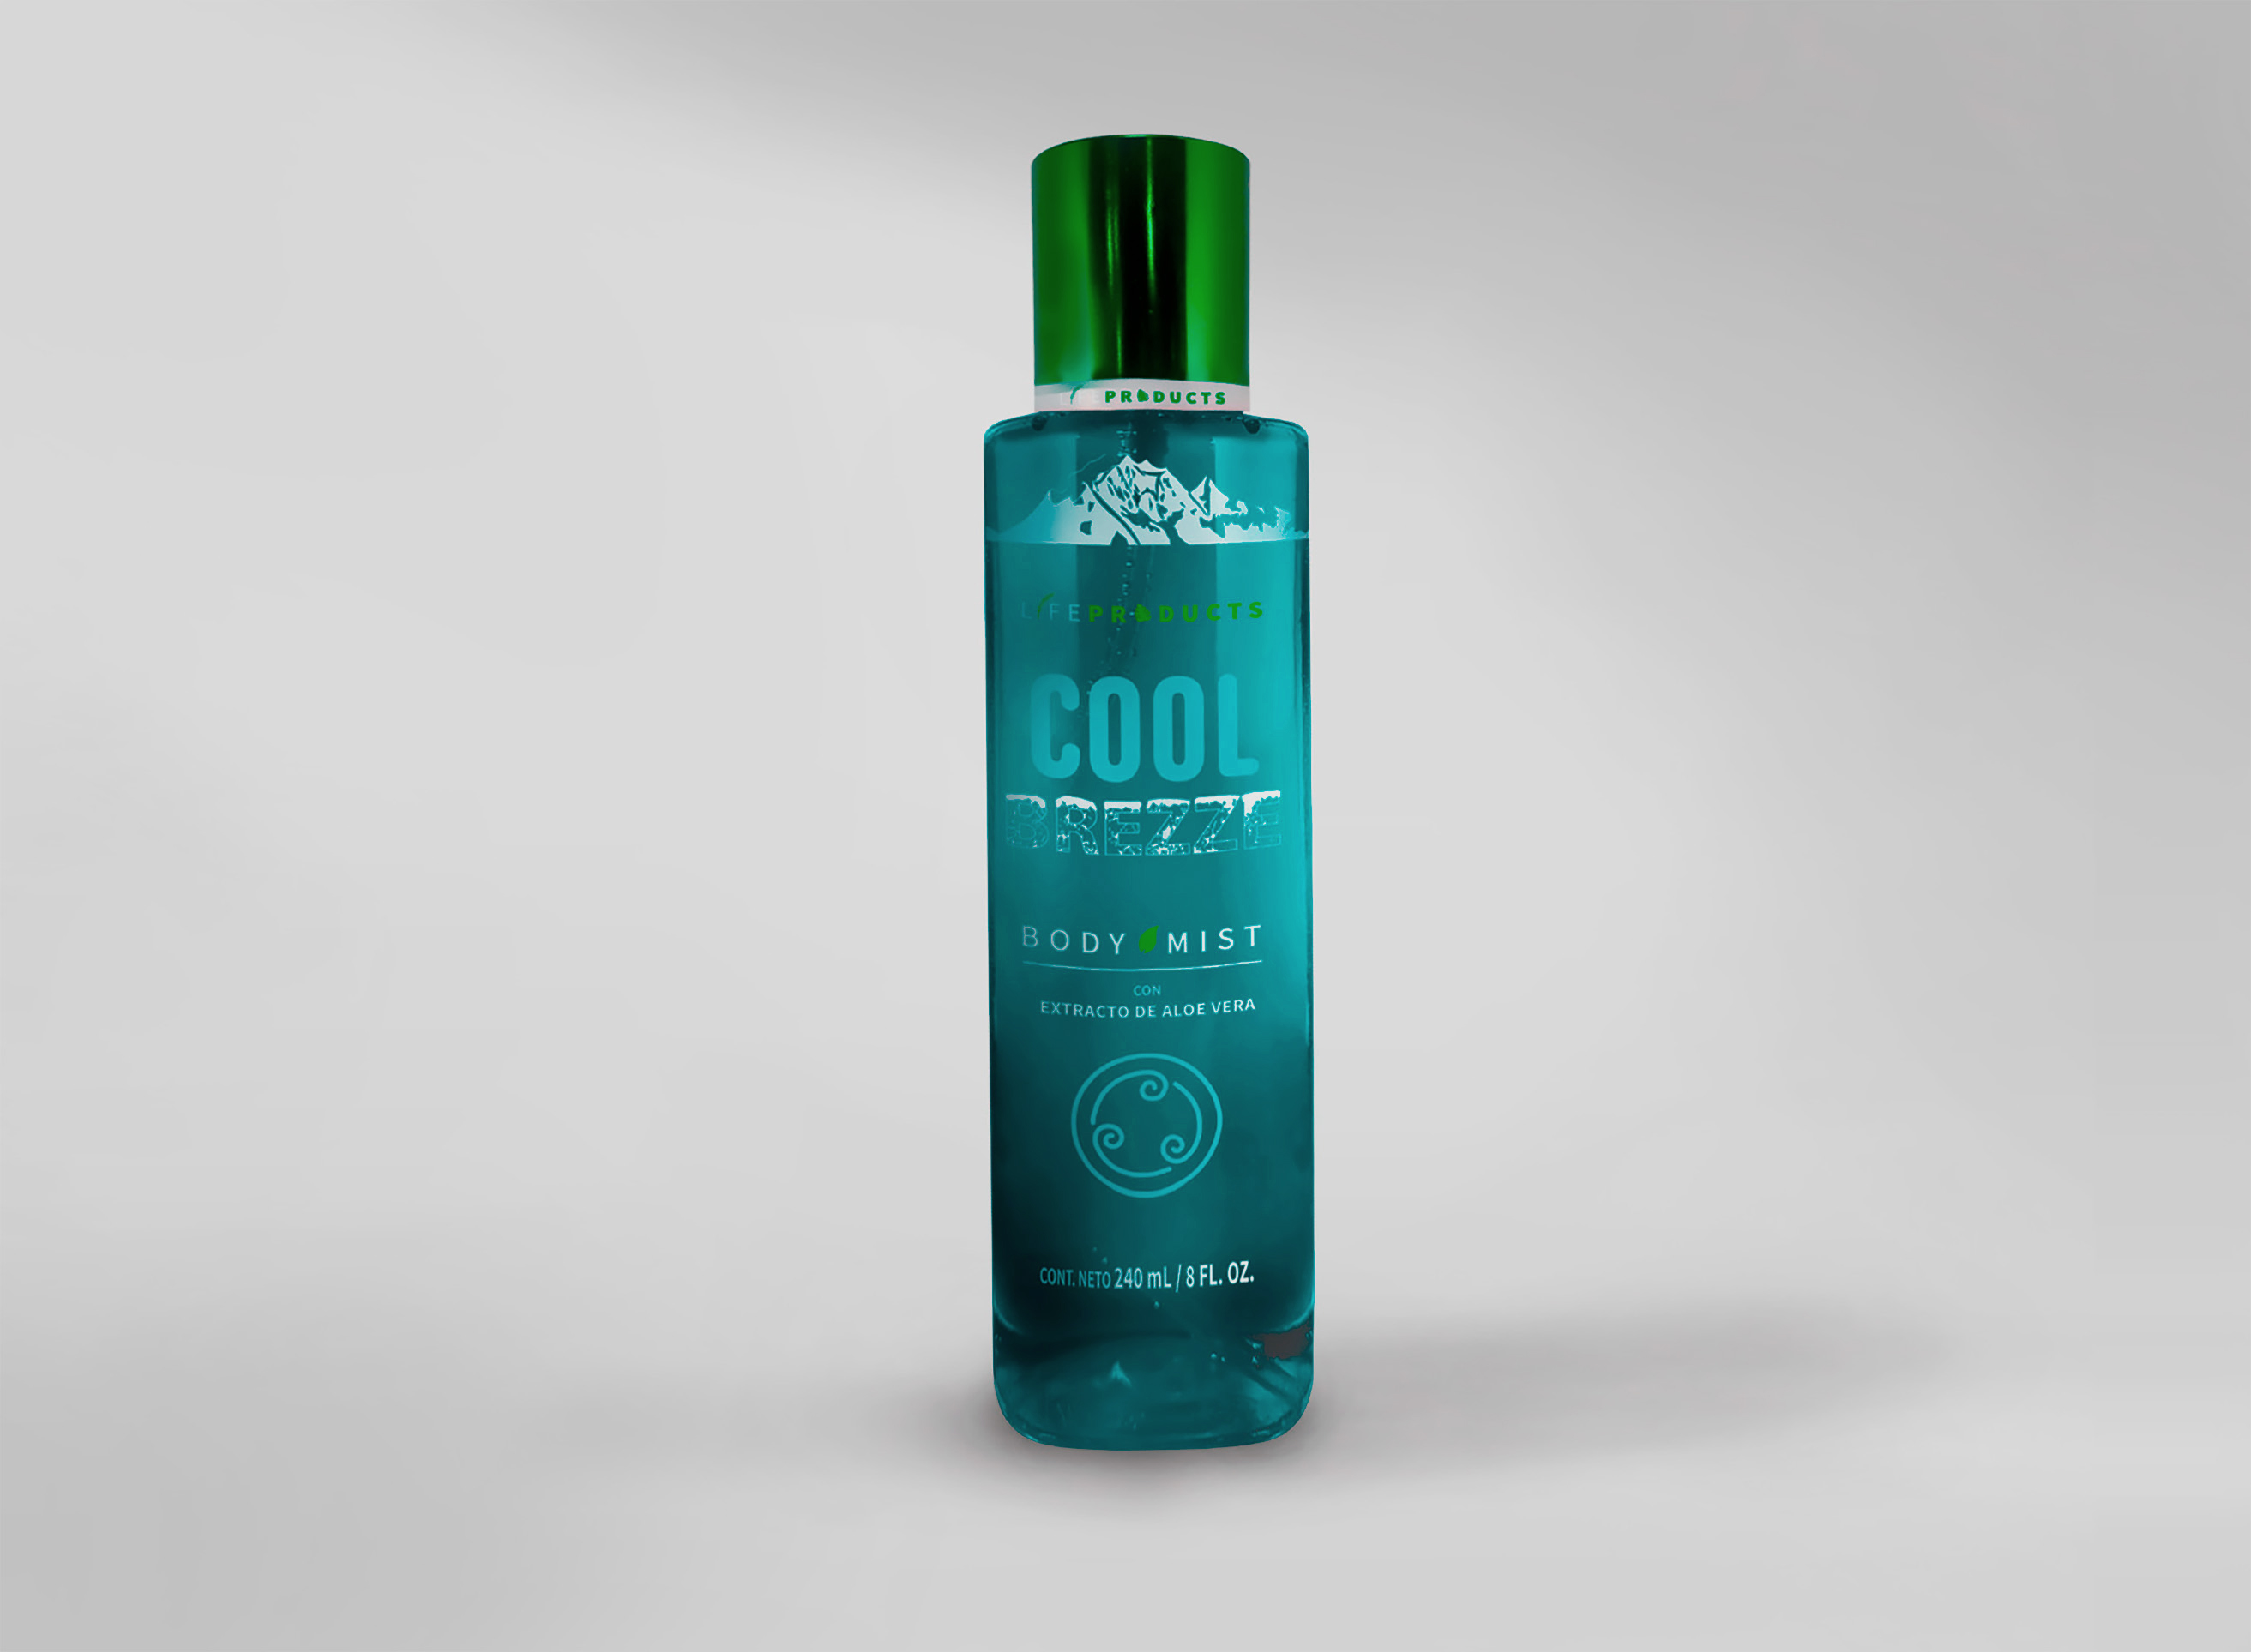 PRODUCTS
LIFEPRODUCTS
COOL
BREZZE
BODY MIST
CON
EXTRACTO DE ALOE VERA
CONT. NETO 240 mL / 8 FL. OZ.